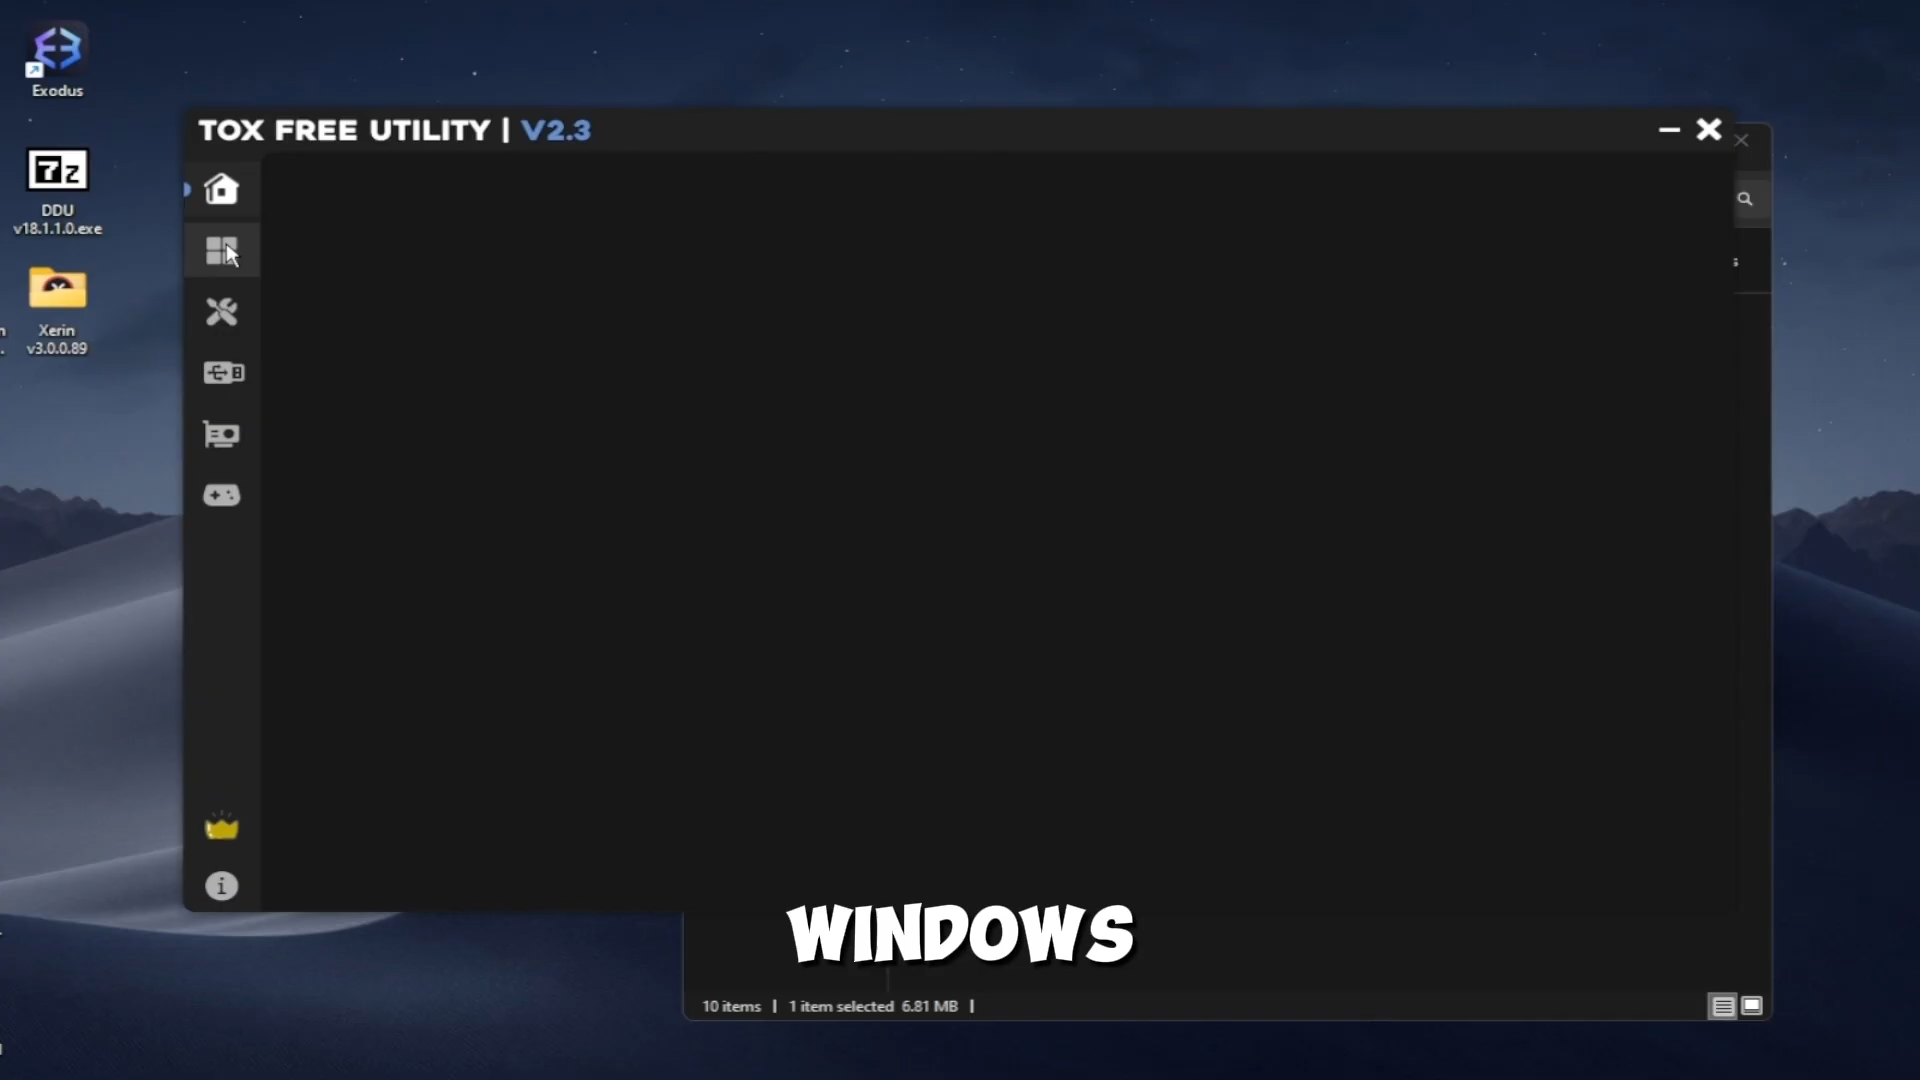 Exodus
TOX FREE UTILITY | V2.3
DDU
v18.1.1.0.exe
Xerin
v3.0.0.89
WINDOWS
10 items | 1 item selected 6.81 MB |